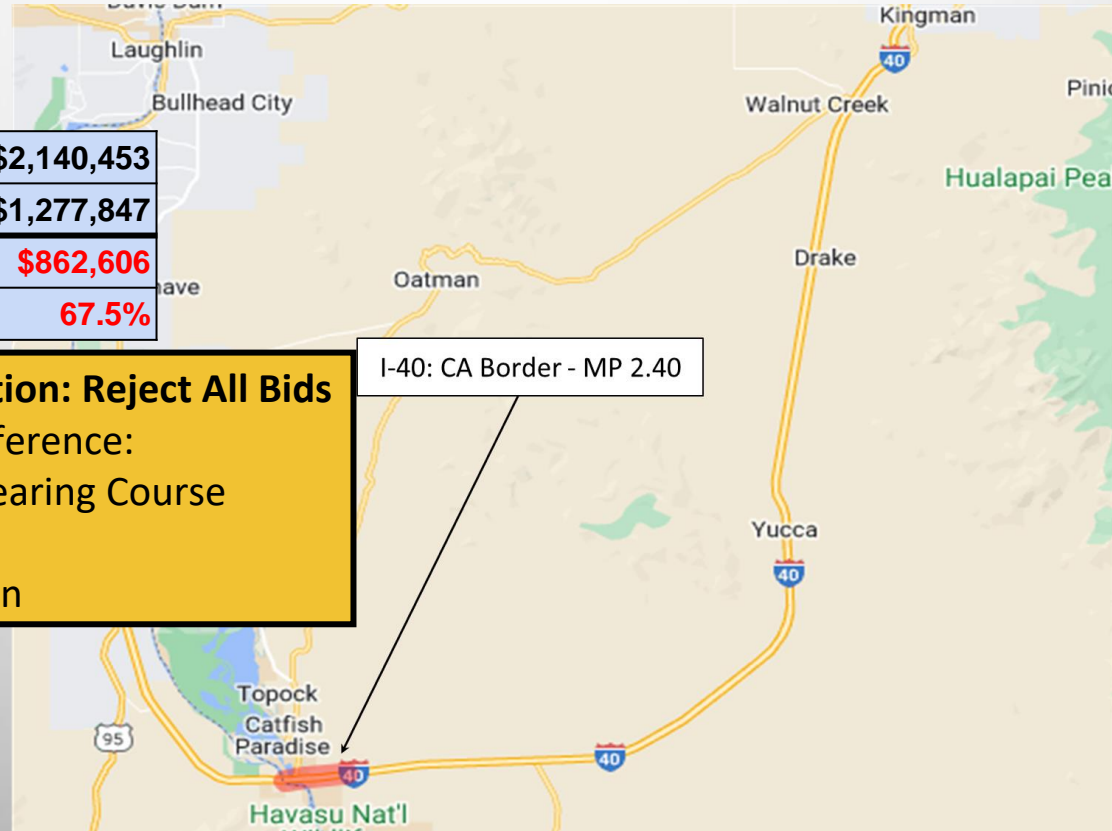 Kingman
Laughlin
40
Bullhead City
Walnut Creek
$2,140,453
$1,277,847
Hualapai Pea
$862,606
67.5%
Drake
Oatman
I-40: CA Border - MP 2.40
tion: Reject All Bids
ference:
earing Course
n
Yucca
40
Topock
Catfish
Paradise
95
40
40
Havasu Nat'l